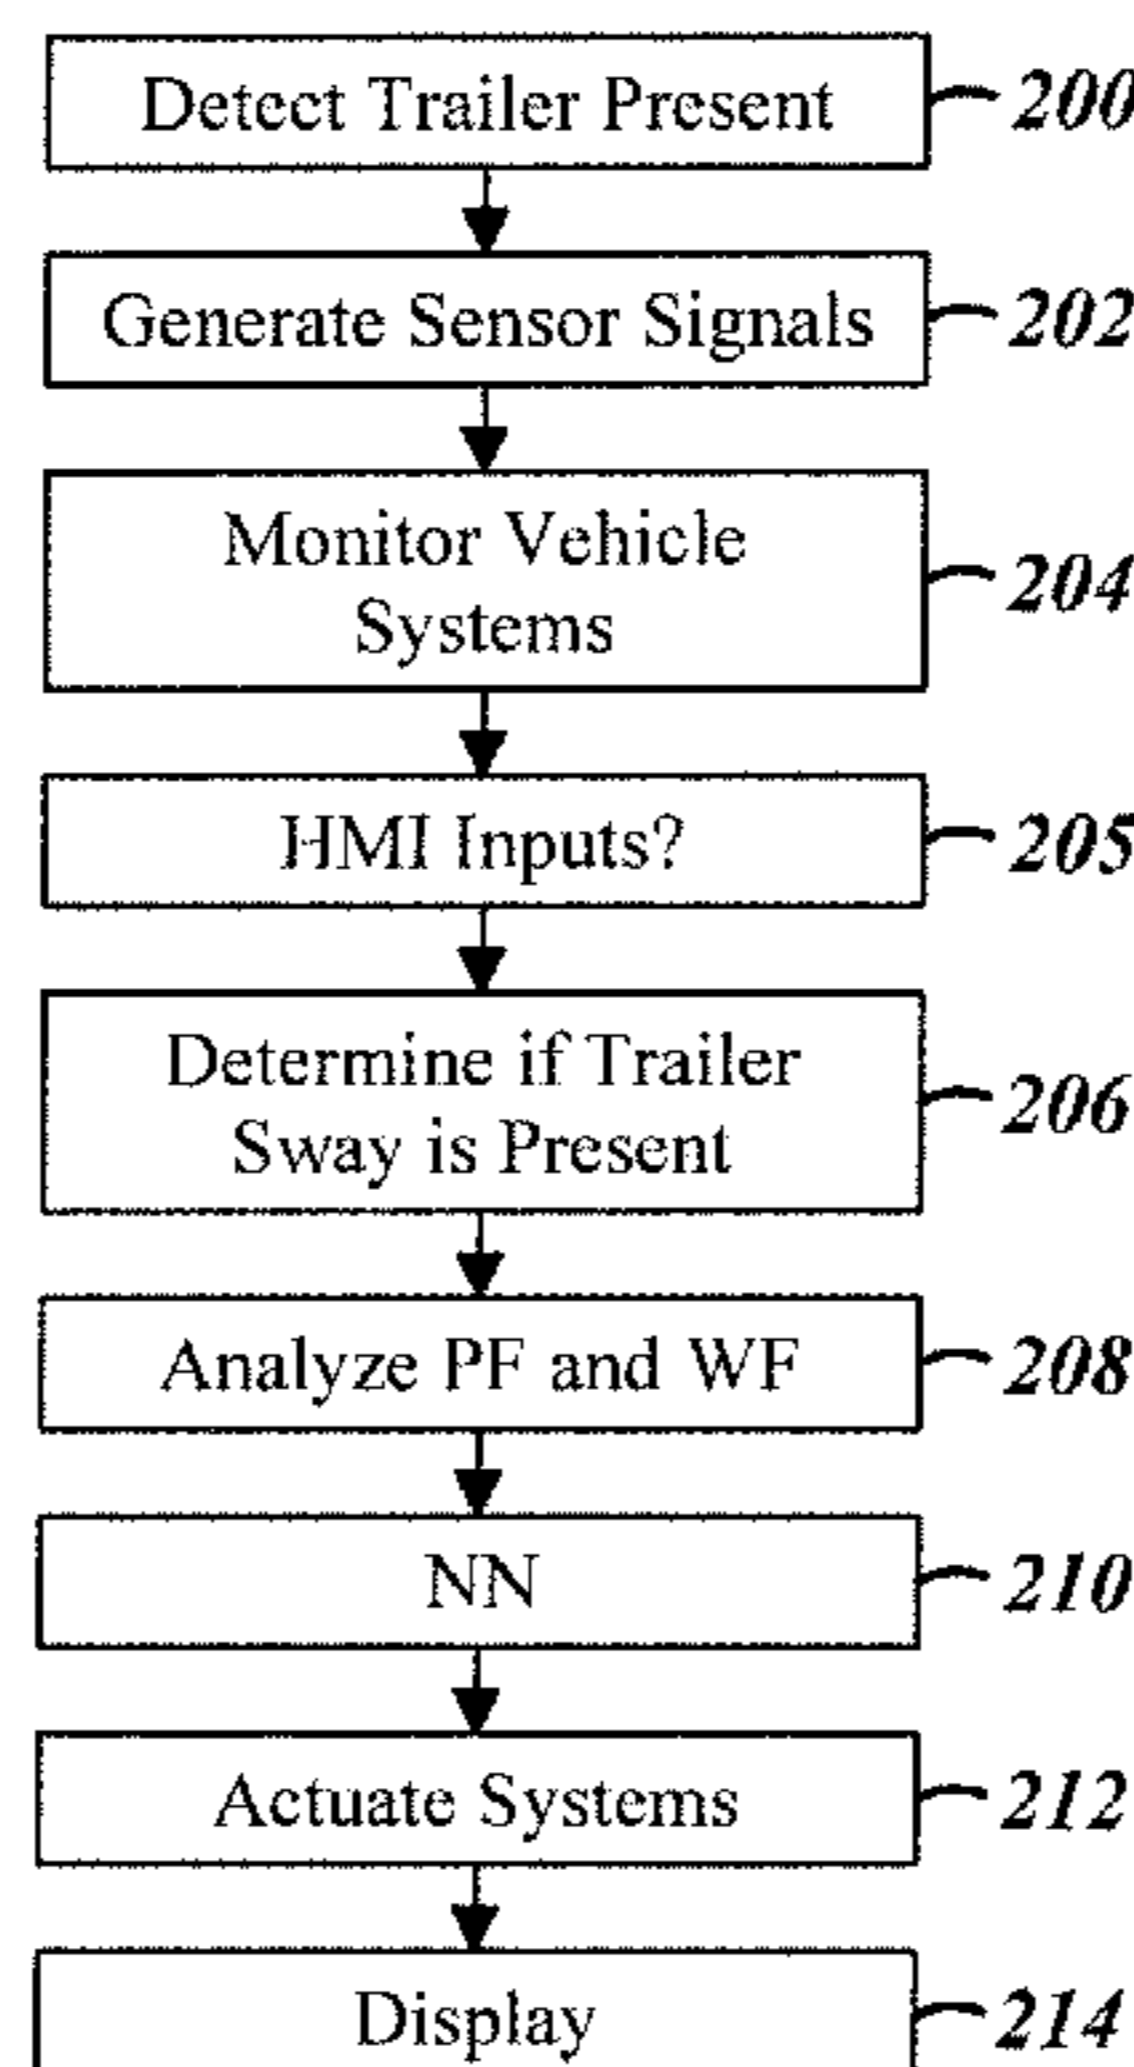 Detect Trailer Present 200
Generate Sensor Signals 202
Monitor Vehicle
Systems 204
HMI Inputs? 205
Determine if Trailer
Sway is Present 206
Analyze PF and WF 208
NN 210
Actuate Systems 212
Display 214